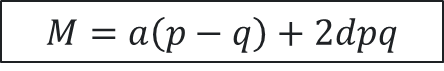 M = a(p − q) + 2dpq